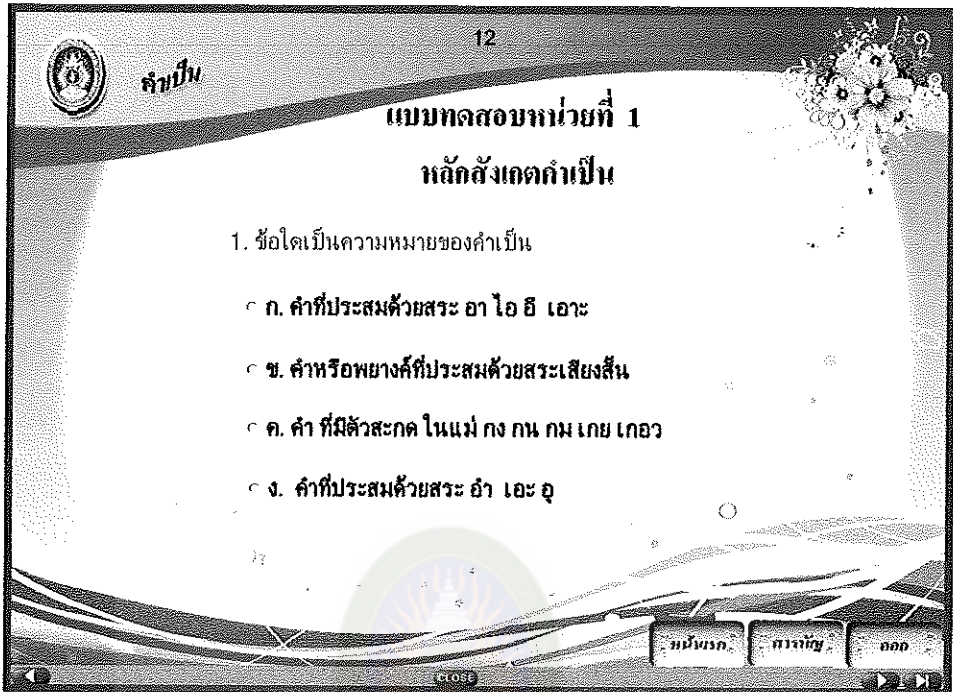 12
คำเป็น
แบบทดสอบหน่วยที่ 1
หลักสังเกตคำเป็น
1. ข้อใดเป็นความหมายของคำเป็น
ก. คำที่ประสมด้วยสระ อา ไอ อี เอาะ
ข. คำหรือพยางค์ที่ประสมด้วยสระเสียงสั้น
ค. คำ ที่มีตัวสะกด ในแม่ กง กน กม เกย เกอว
ง. คำที่ประสมด้วยสระ อำ เอะ อุ
หน้าแรก สารบัญ ออก
CLOSE